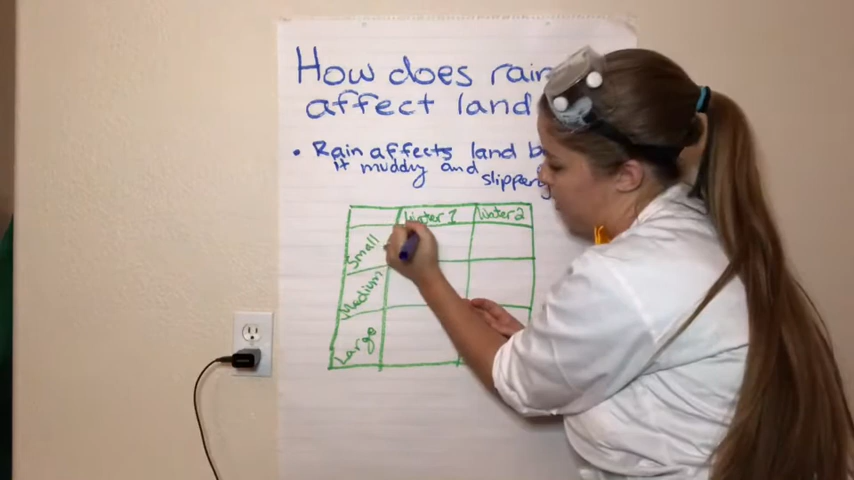 How does rain
affect land
• Rain affects land b
it muddy and
slippery
Water 1 Water 2
Small
Medium
Large